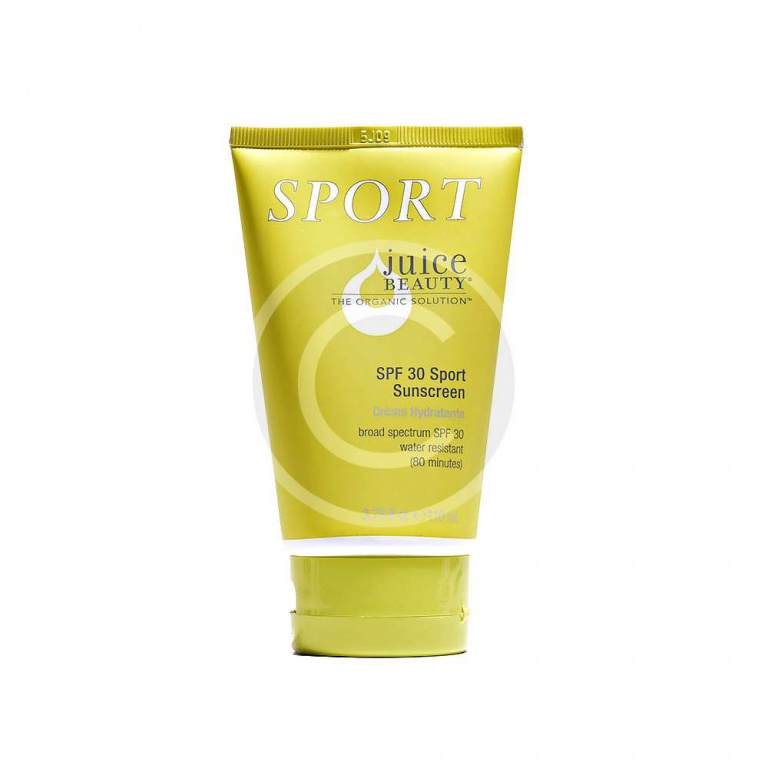 5J09
SPORT
juice
BEAUTY®
THE ORGANIC SOLUTION™
SPF 30 Sport
Sunscreen
Crème Hydratante
broad spectrum SPF 30
water resistant
(80 minutes)
©